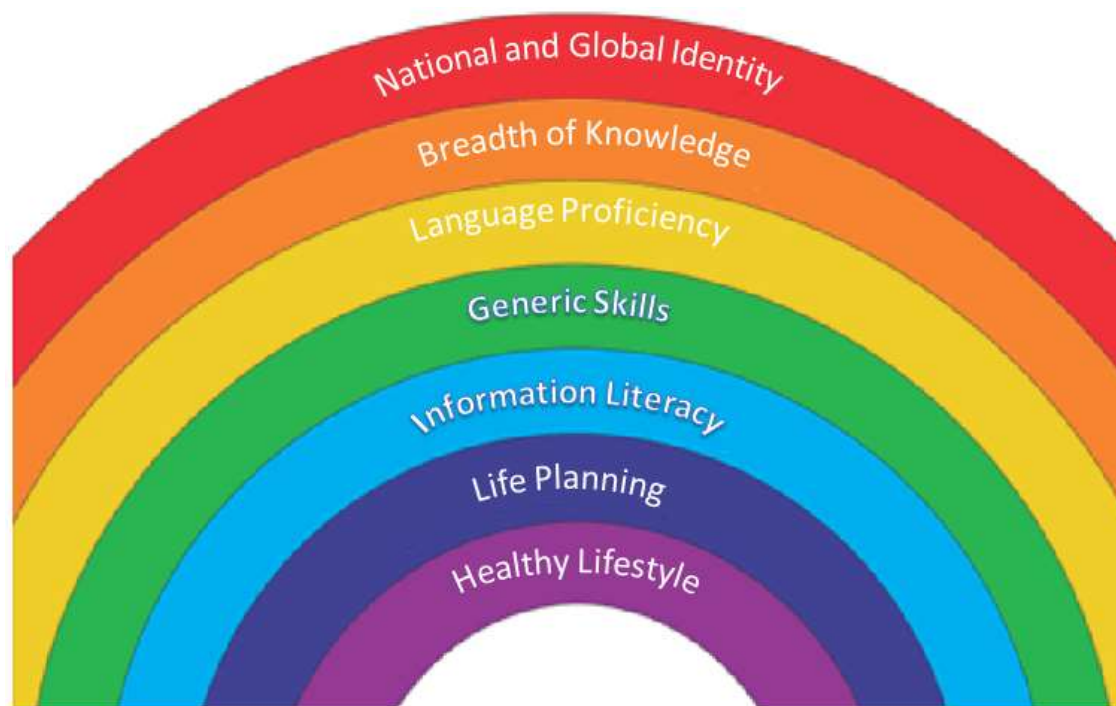 National and Global Identity
Breadth of Knowledge
Language Proficiency
Generic Skills
Information Literacy
Life Planning
Healthy Lifestyle